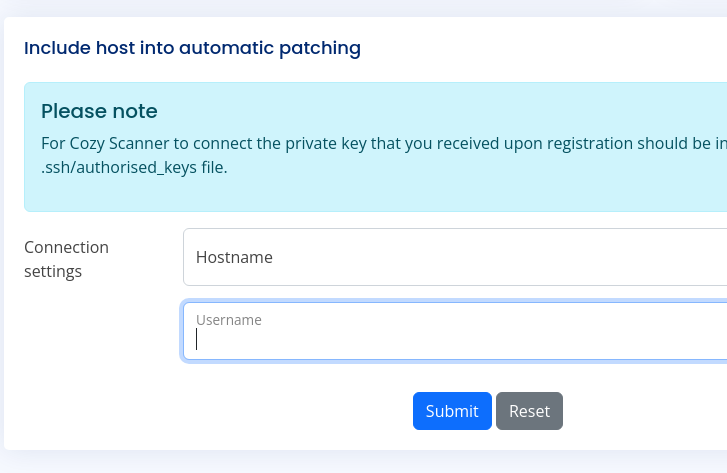 Include host into automatic patching
Please note
For Cozy Scanner to connect the private key that you received upon registration should be in
.ssh/authorised_keys file.
Connection
settings
Hostname
Username
Submit
Reset